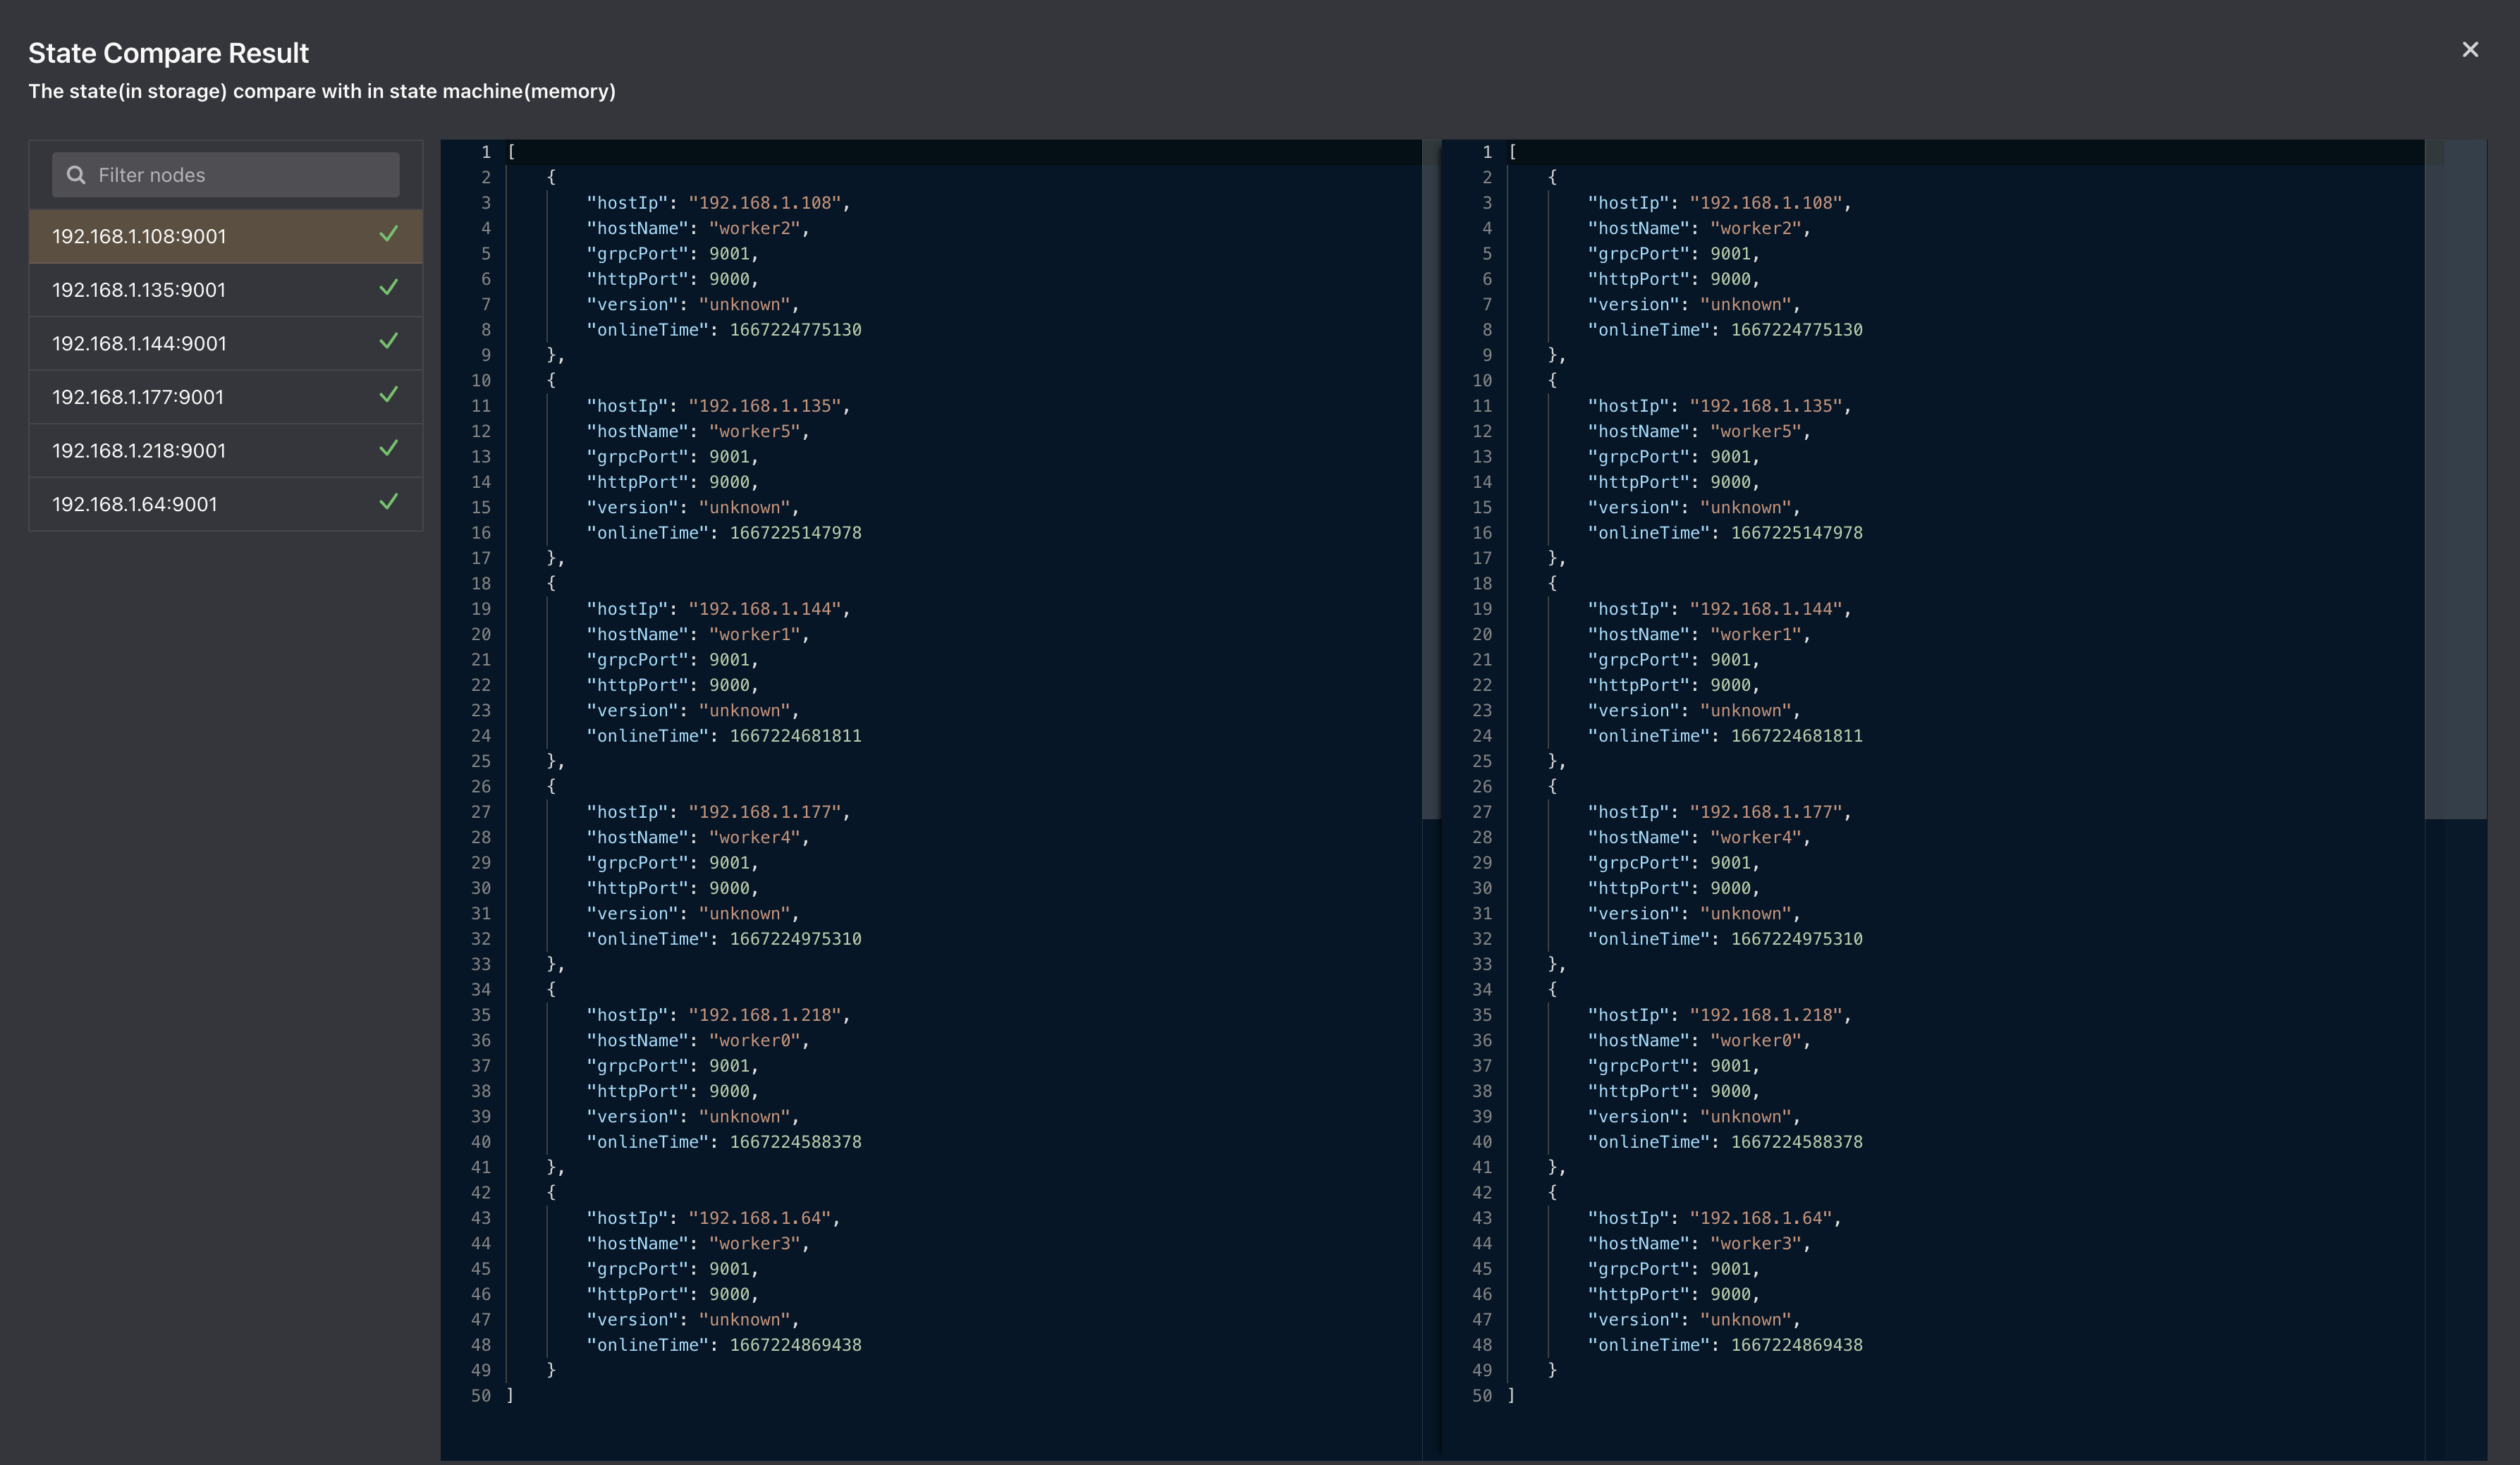 State Compare Result
The state(in storage) compare with in state machine(memory)
Filter nodes
192.168.1.108:9001
192.168.1.135:9001
192.168.1.144:9001
192.168.1.177:9001
192.168.1.218:9001
192.168.1.64:9001
1 [
2 {
3 "hostIp": "192.168.1.108",
4 "hostName": "worker2",
5 "grpcPort": 9001,
6 "httpPort": 9000,
7 "version": "unknown",
8 "onlineTime": 1667224775130
9 },
10 {
11 "hostIp": "192.168.1.135",
12 "hostName": "worker5",
13 "grpcPort": 9001,
14 "httpPort": 9000,
15 "version": "unknown",
16 "onlineTime": 1667225147978
17 },
18 {
19 "hostIp": "192.168.1.144",
20 "hostName": "worker1",
21 "grpcPort": 9001,
22 "httpPort": 9000,
23 "version": "unknown",
24 "onlineTime": 1667224681811
25 },
26 {
27 "hostIp": "192.168.1.177",
28 "hostName": "worker4",
29 "grpcPort": 9001,
30 "httpPort": 9000,
31 "version": "unknown",
32 "onlineTime": 1667224975310
33 },
34 {
35 "hostIp": "192.168.1.218",
36 "hostName": "worker0",
37 "grpcPort": 9001,
38 "httpPort": 9000,
39 "version": "unknown",
40 "onlineTime": 1667224588378
41 },
42 {
43 "hostIp": "192.168.1.64",
44 "hostName": "worker3",
45 "grpcPort": 9001,
46 "httpPort": 9000,
47 "version": "unknown",
48 "onlineTime": 1667224869438
49 }
50 ]
1 [
2 {
3 "hostIp": "192.168.1.108",
4 "hostName": "worker2",
5 "grpcPort": 9001,
6 "httpPort": 9000,
7 "version": "unknown",
8 "onlineTime": 1667224775130
9 },
10 {
11 "hostIp": "192.168.1.135",
12 "hostName": "worker5",
13 "grpcPort": 9001,
14 "httpPort": 9000,
15 "version": "unknown",
16 "onlineTime": 1667225147978
17 },
18 {
19 "hostIp": "192.168.1.144",
20 "hostName": "worker1",
21 "grpcPort": 9001,
22 "httpPort": 9000,
23 "version": "unknown",
24 "onlineTime": 1667224681811
25 },
26 {
27 "hostIp": "192.168.1.177",
28 "hostName": "worker4",
29 "grpcPort": 9001,
30 "httpPort": 9000,
31 "version": "unknown",
32 "onlineTime": 1667224975310
33 },
34 {
35 "hostIp": "192.168.1.218",
36 "hostName": "worker0",
37 "grpcPort": 9001,
38 "httpPort": 9000,
39 "version": "unknown",
40 "onlineTime": 1667224588378
41 },
42 {
43 "hostIp": "192.168.1.64",
44 "hostName": "worker3",
45 "grpcPort": 9001,
46 "httpPort": 9000,
47 "version": "unknown",
48 "onlineTime": 1667224869438
49 }
50 ]